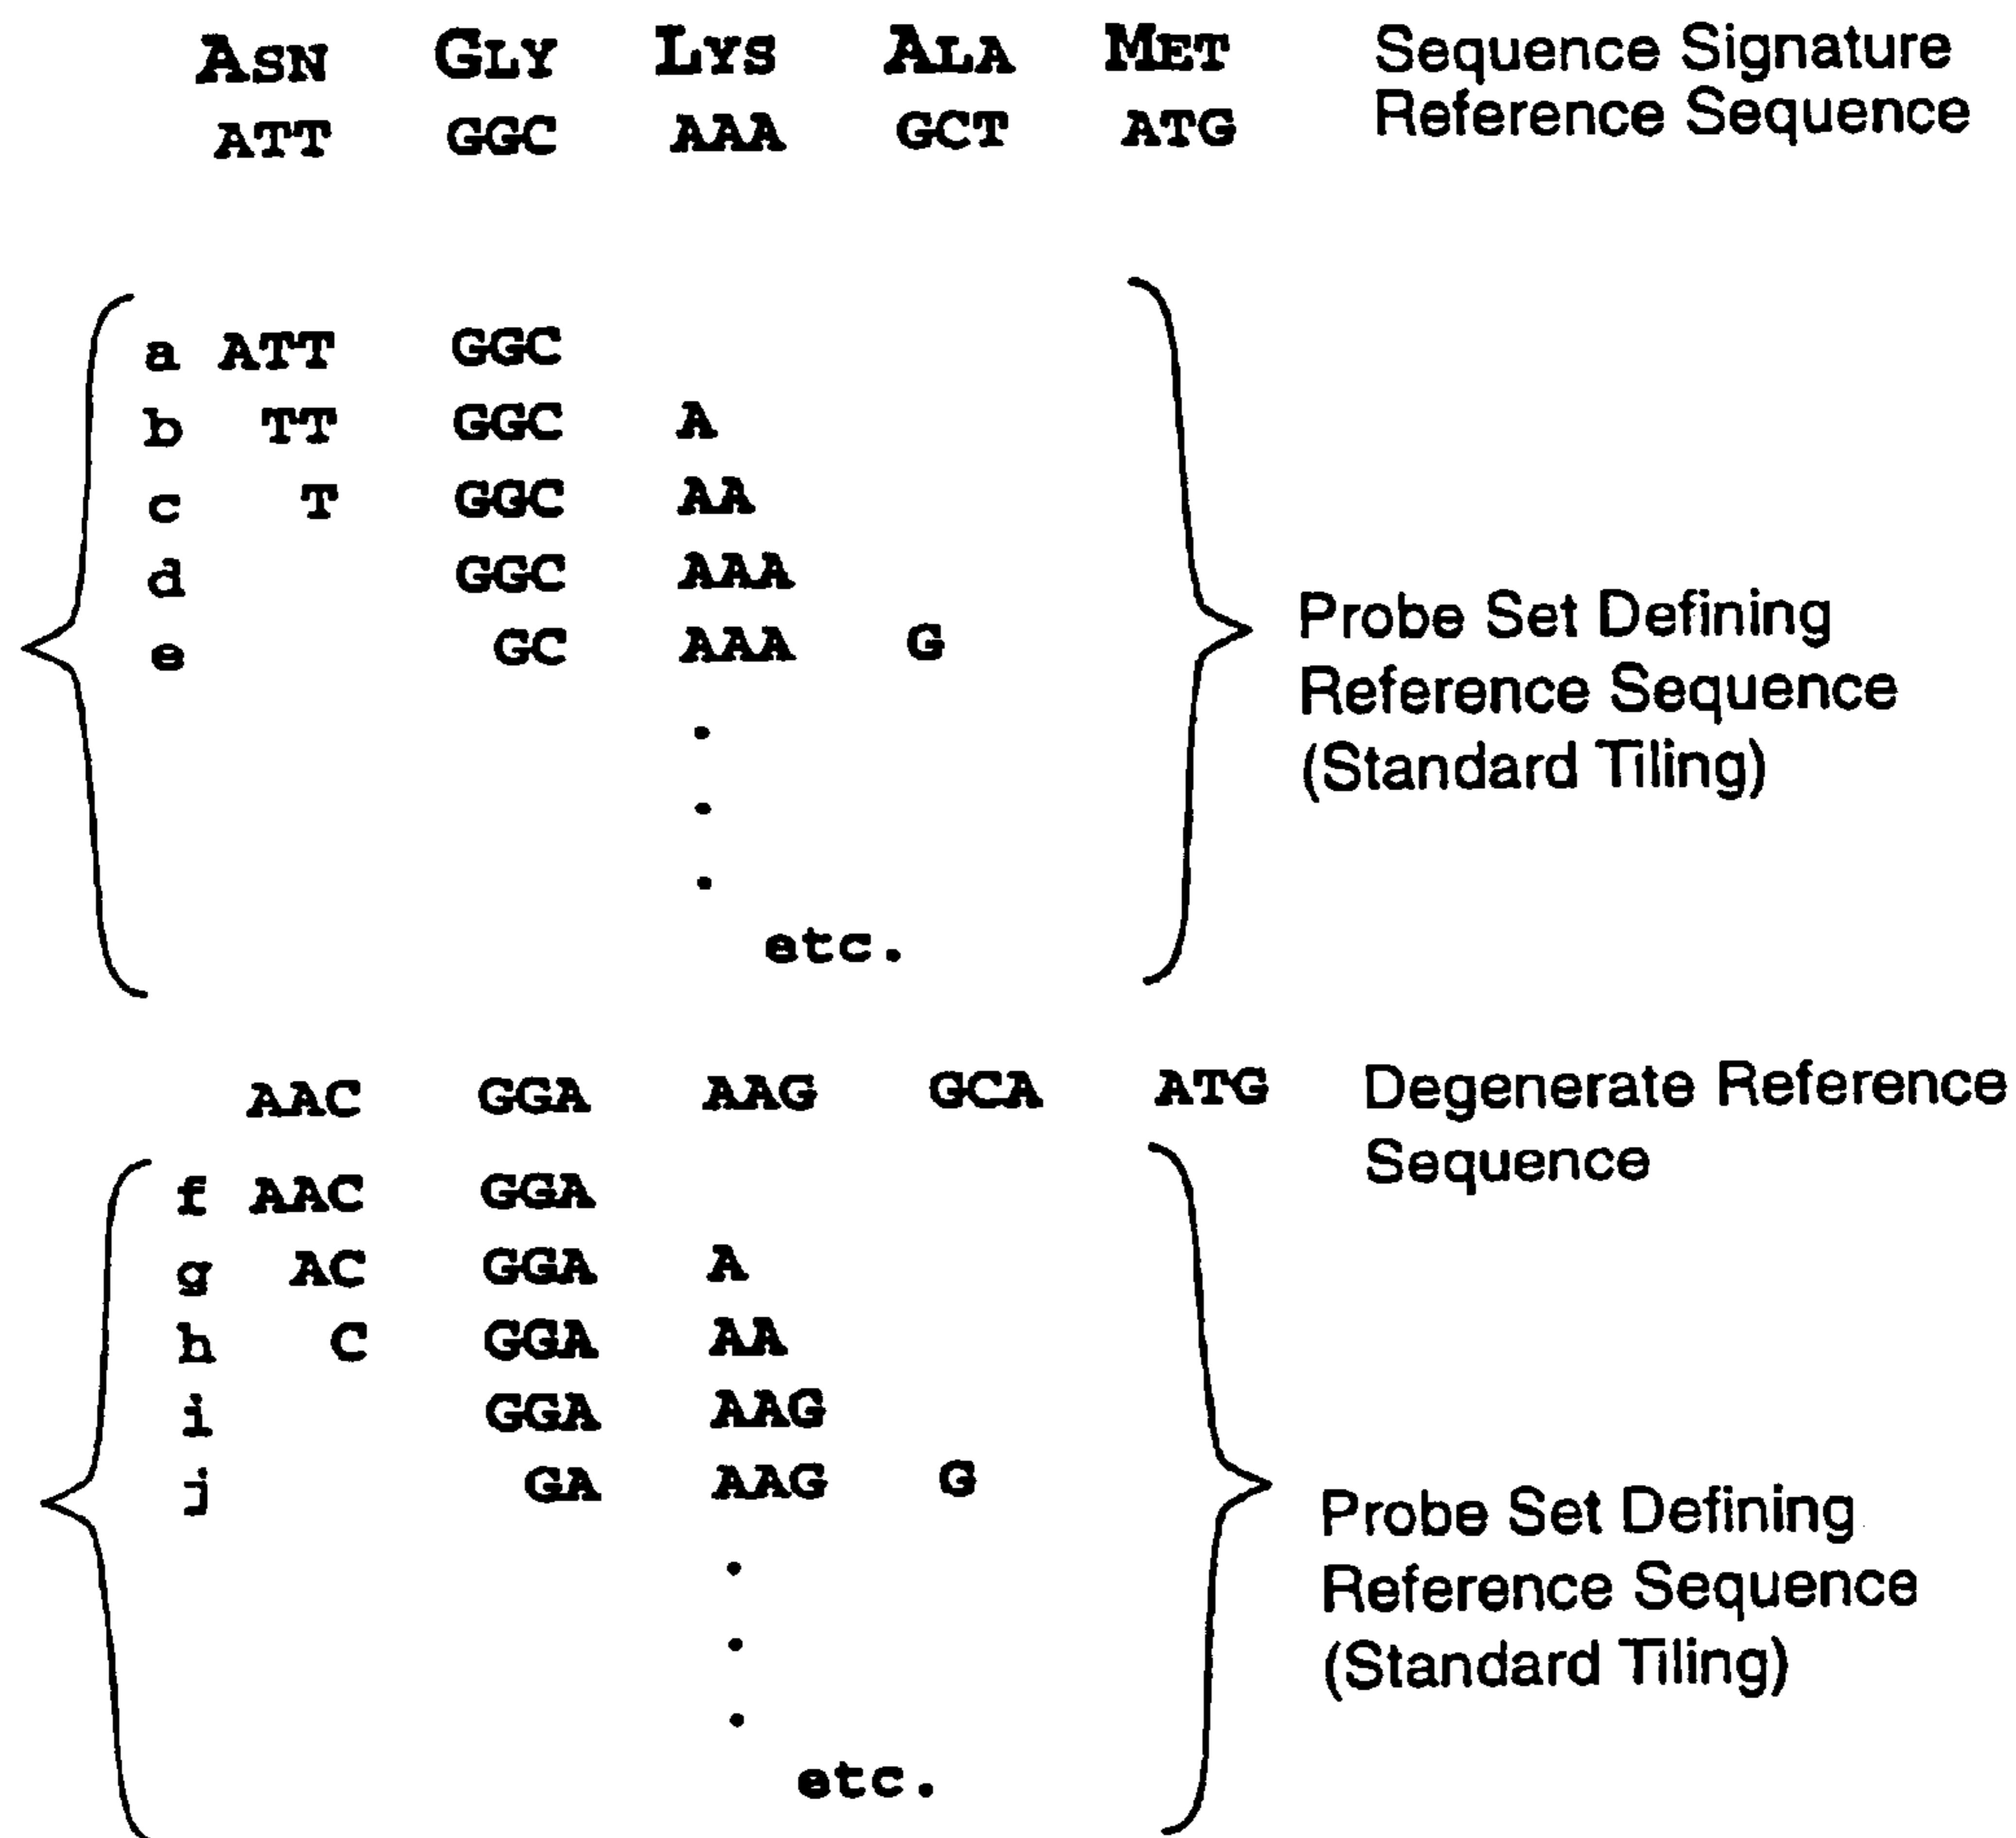 ASN GLY LYS ALA MET Sequence Signature
ATT GGC AAA GCT ATG Reference Sequence
a ATT GGC
b TT GGC A
c T GGC AA
d GGC AAA
e GC AAA G
.
.
.
etc.
Probe Set Defining
Reference Sequence
(Standard Tiling)
AAC GGA AAG GCA ATG Degenerate Reference
Sequence
f AAC GGA
g AC GGA A
h C GGA AA
i GGA AAG
j GA AAG G
.
.
.
etc.
Probe Set Defining
Reference Sequence
(Standard Tiling)